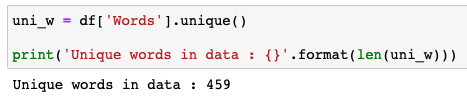 uni_w = df['Words'].unique()
print('Unique words in data : {}'.format(len(uni_w)))
Unique words in data : 459